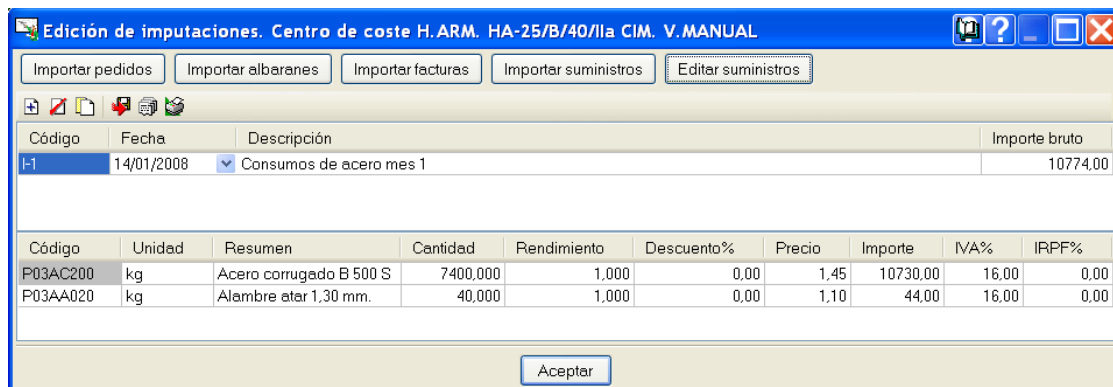 Edición de imputaciones. Centro de coste H.ARM. HA-25/B/40/IIa CIM. V.MANUAL
Importar pedidos Importar albaranes Importar facturas Importar suministros Editar suministros
Código Fecha Descripción Importe bruto
I-1 14/01/2008 Consumos de acero mes 1 10774,00
Código Unidad Resumen Cantidad Rendimiento Descuento% Precio Importe IVA% IRPF%
P03AC200 kg Acero corrugado B 500 S 7400,000 1,000 0,00 1,45 10730,00 16,00 0,00
P03AA020 kg Alambre atar 1,30 mm. 40,000 1,000 0,00 1,10 44,00 16,00 0,00
Aceptar